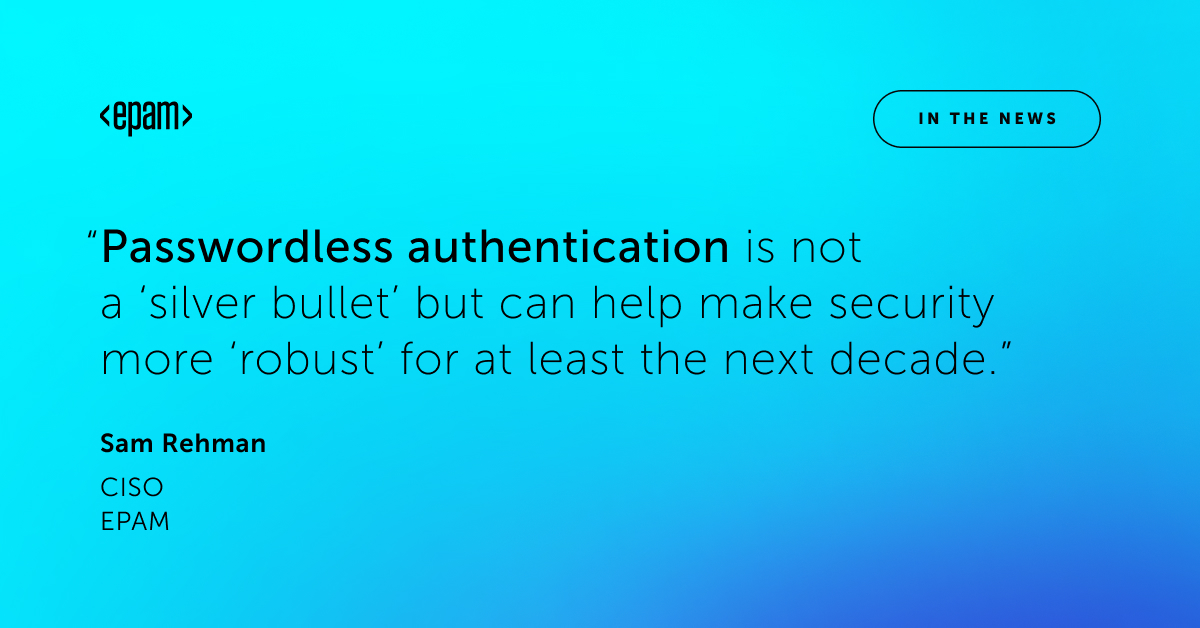 <epam>
IN THE NEWS
“Passwordless authentication is not
a ‘silver bullet’ but can help make security
more ‘robust’ for at least the next decade.”
Sam Rehman
CISO
EPAM